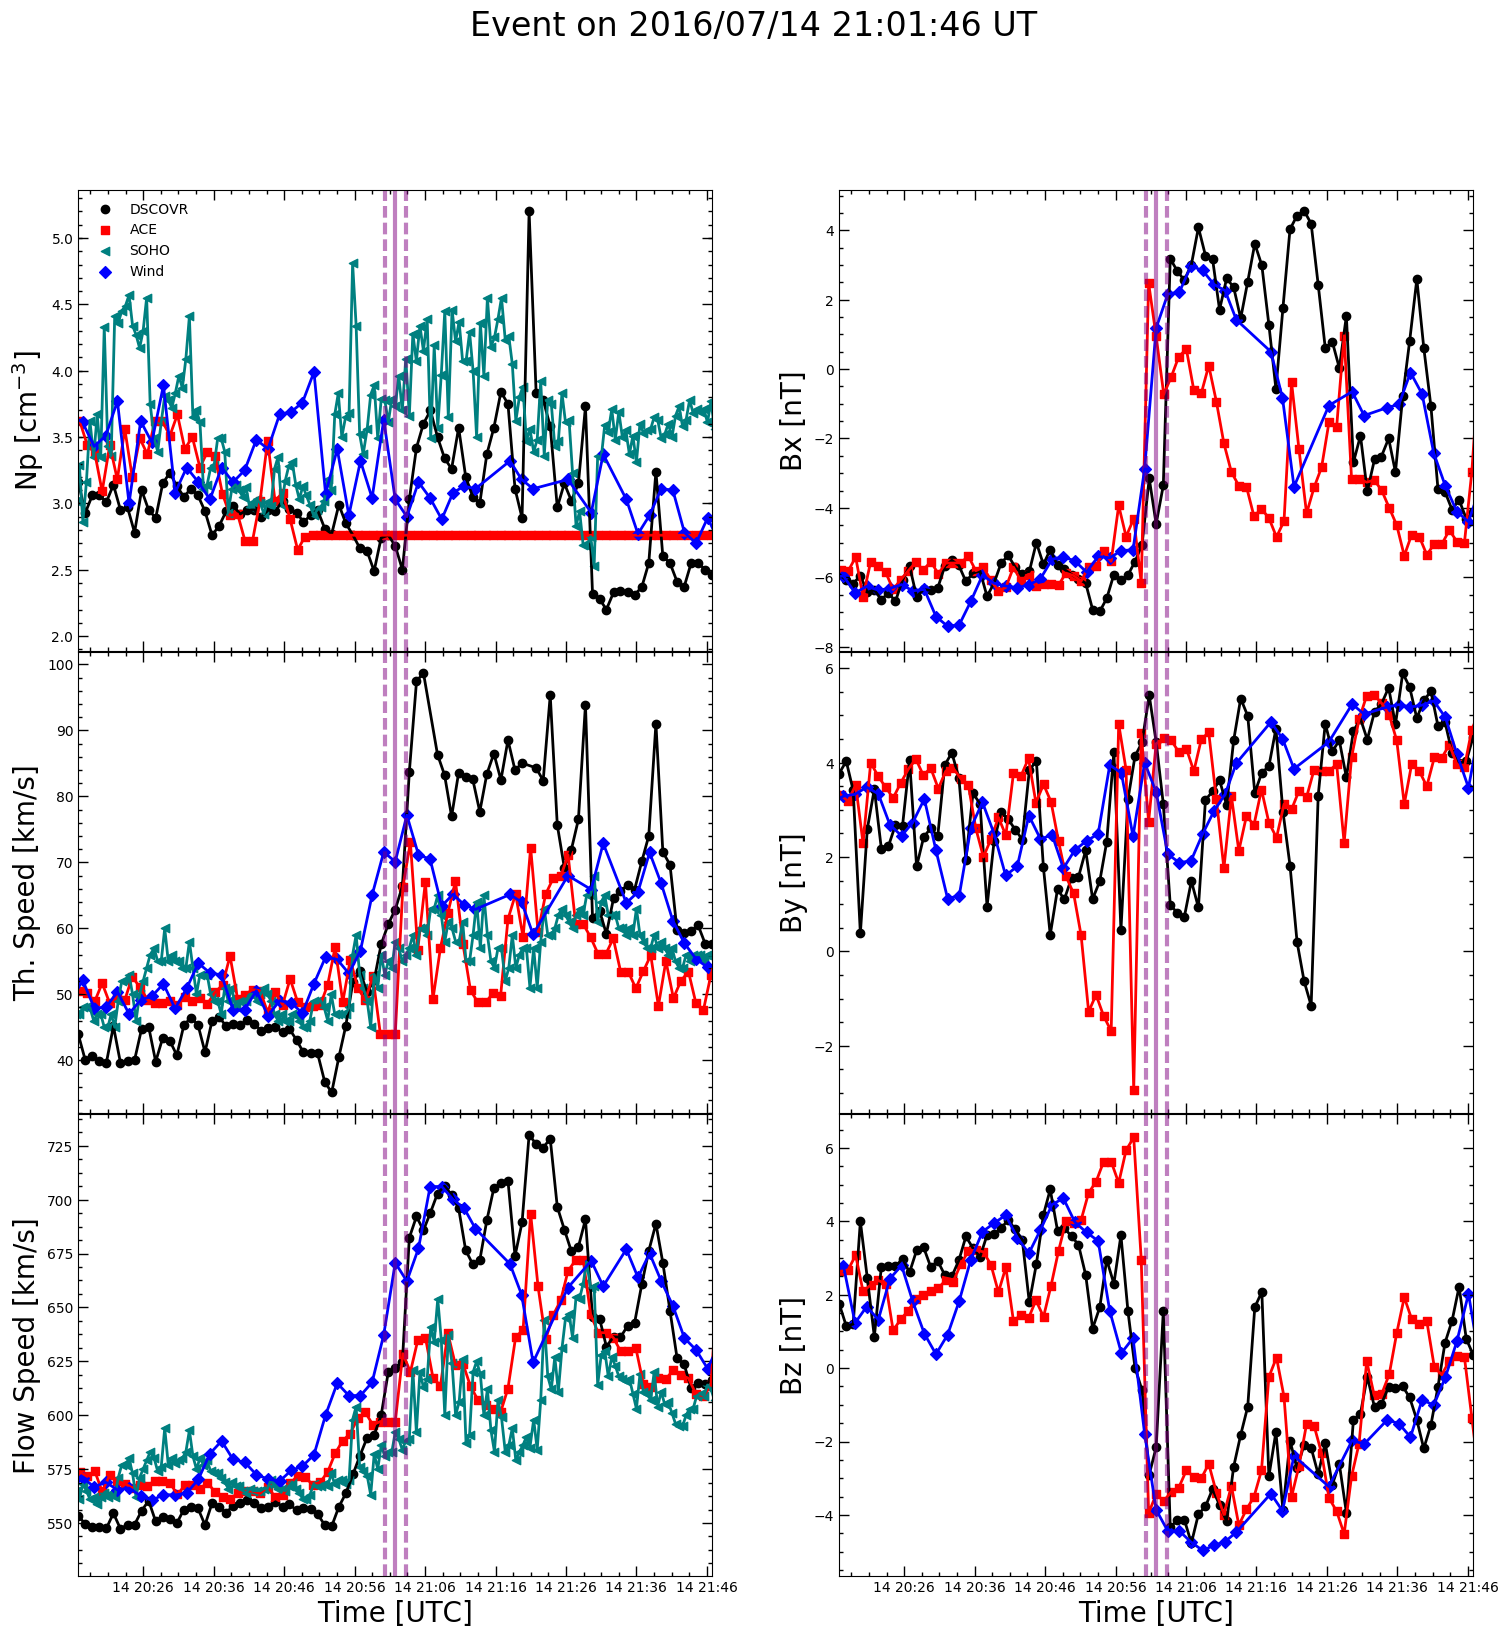 Event on 2016/07/14 21:01:46 UT
DSCOVR
ACE
SOHO
Wind
Np [cm⁻³]
5.0
4.5
4.0
3.5
3.0
2.5
2.0
Th. Speed [km/s]
100
90
80
70
60
50
40
Flow Speed [km/s]
725
700
675
650
625
600
575
550
14 20:26 14 20:36 14 20:46 14 20:56 14 21:06 14 21:16 14 21:26 14 21:36 14 21:46
Time [UTC]
Bx [nT]
4
2
0
−2
−4
−6
−8
By [nT]
6
4
2
0
−2
Bz [nT]
6
4
2
0
−2
−4
14 20:26 14 20:36 14 20:46 14 20:56 14 21:06 14 21:16 14 21:26 14 21:36 14 21:46
Time [UTC]